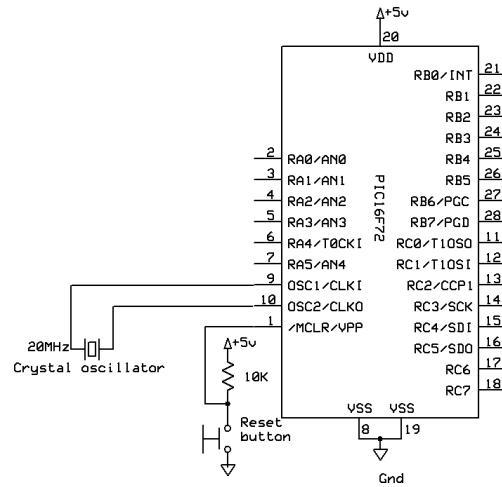 +5v
20
VDD
RB0/INT 21
RB1 22
RB2 23
RB3 24
2 RA0/AN0 RB4 25
3 RA1/AN1 RB5 26
4 RA2/AN2 RB6/PGC 27
5 RA3/AN3 RB7/PGD 28
6 RA4/T0CKI RC0/T1OSO 11
7 RA5/AN4 RC1/T1OSI 12
9 OSC1/CLKI RC2/CCP1 13
10 OSC2/CLKO RC3/SCK 14
1 /MCLR/VPP RC4/SDI 15
RC5/SDO 16
RC6 17
RC7 18
PIC16F72
20MHz
Crystal oscillator
+5v
10K
Reset
button
VSS VSS
8 19
Gnd